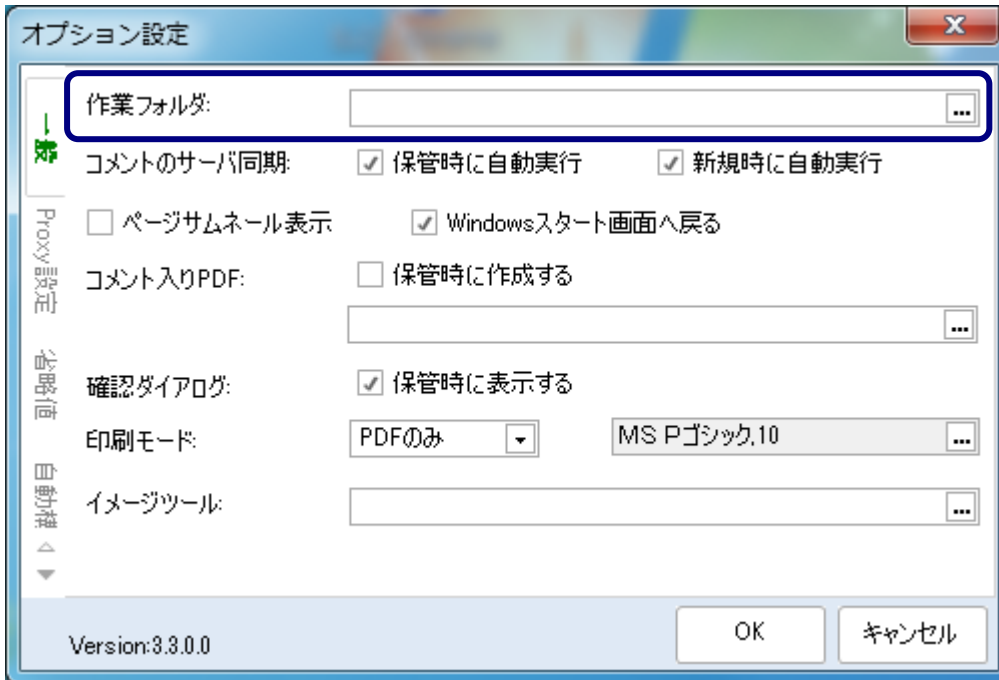 オプション設定
一般
作業フォルダ: ...
コメントのサーバ同期: 保管時に自動実行 新規時に自動実行
Proxy設定
ページサムネール表示 Windowsスタート画面へ戻る
コメント入りPDF: 保管時に作成する
...
省略値
確認ダイアログ: 保管時に表示する
印刷モード: PDFのみ MS Pゴシック,10 ...
イメージツール: ...
OK キャンセル
Version:3.3.0.0